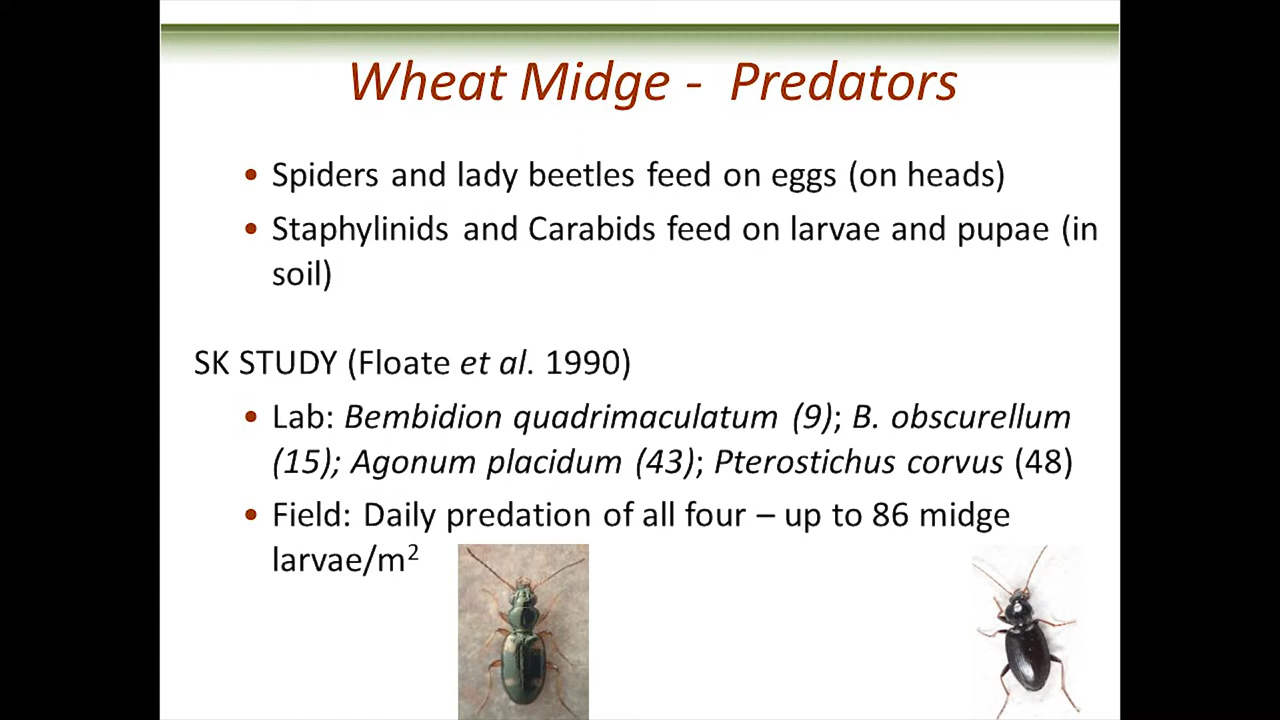 Wheat Midge - Predators
• Spiders and lady beetles feed on eggs (on heads)
• Staphylinids and Carabids feed on larvae and pupae (in
soil)
SK STUDY (Floate et al. 1990)
• Lab: Bembidion quadrimaculatum (9); B. obscurellum
(15); Agonum placidum (43); Pterostichus corvus (48)
• Field: Daily predation of all four – up to 86 midge
larvae/m²